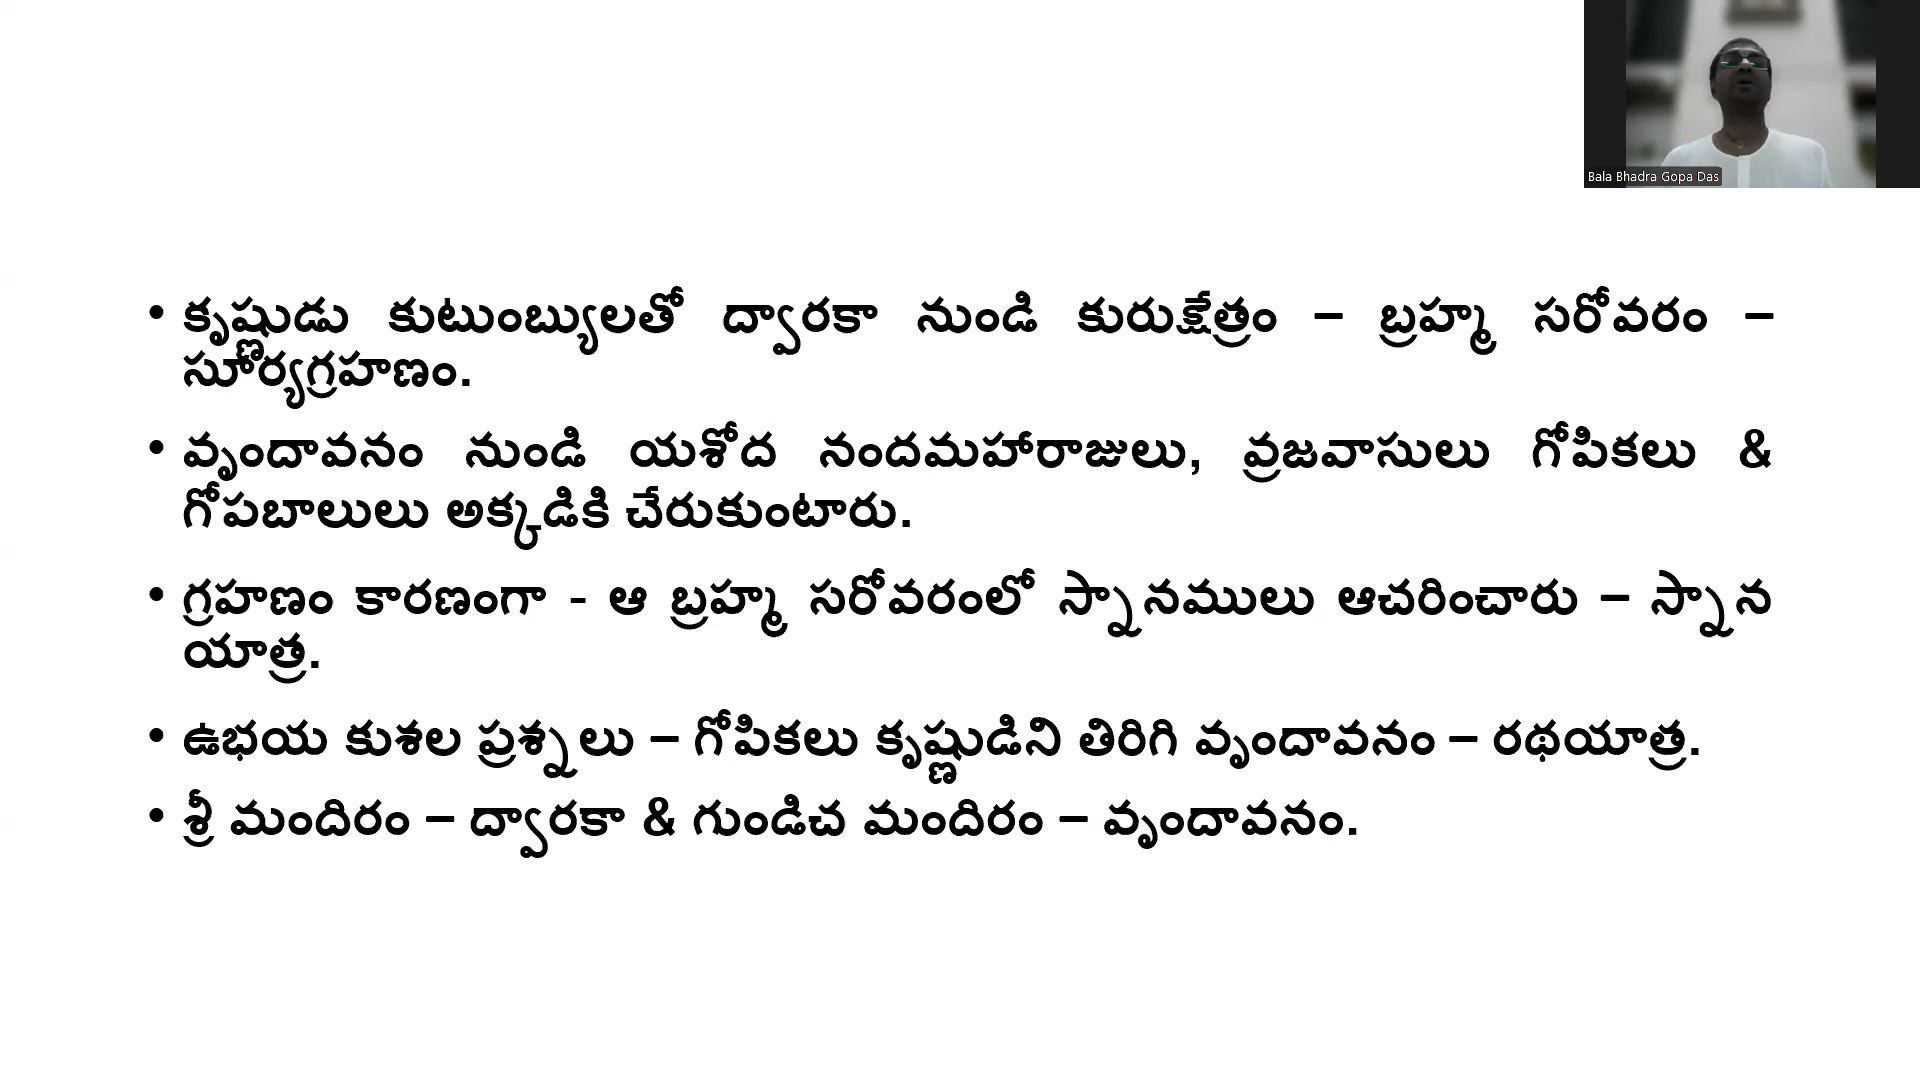 Bala Bhadra Gopa Das
• కృష్ణుడు కుటుంబ్యులతో ద్వారకా నుండి కురుక్షేత్రం – బ్రహ్మ సరోవరం –
సూర్యగ్రహణం.
• వృందావనం నుండి యశోద నందమహారాజులు, వ్రజవాసులు గోపికలు &
గోపబాలులు అక్కడికి చేరుకుంటారు.
• గ్రహణం కారణంగా - ఆ బ్రహ్మ సరోవరంలో స్నానములు ఆచరించారు – స్నాన
యాత్ర.
• ఉభయ కుశల ప్రశ్నలు – గోపికలు కృష్ణుడిని తిరిగి వృందావనం – రథయాత్ర.
• శ్రీ మందిరం – ద్వారకా & గుండిచ మందిరం – వృందావనం.